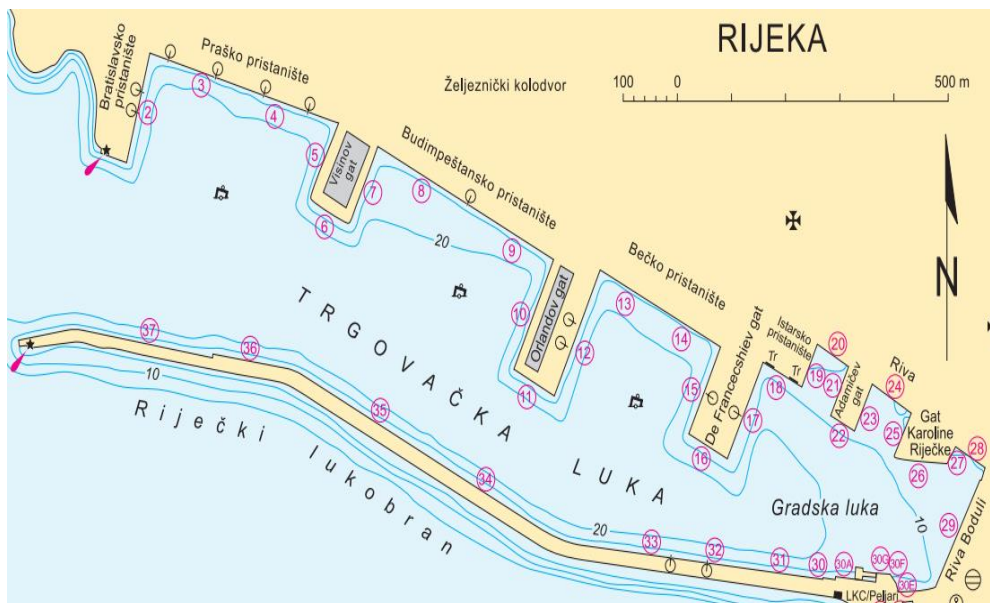 RIJEKA
100 0 500 m
N
Bratislavsko
pristanište
Praško pristanište
Željeznički kolodvor
Visinov
gat
Budimpeštansko pristanište
Orlandov gat
Bečko pristanište
De Francecshiev gat
Istarsko
pristanište
Tr
Tr
Adamičev
gat
Riva
Gat
Karoline
Riječke
Riva Boduli
Gradska luka
TRGOVAČKA
LUKA
Riječki
lukobran
LKC/Peljari
2
3
4
5
6
7
8
9
10
11
12
13
14
15
16
17
18
19
20
21
22
23
24
25
26
27
28
29
30E
30F
30G
30A
30
31
32
33
34
35
36
37
20
20
10
10